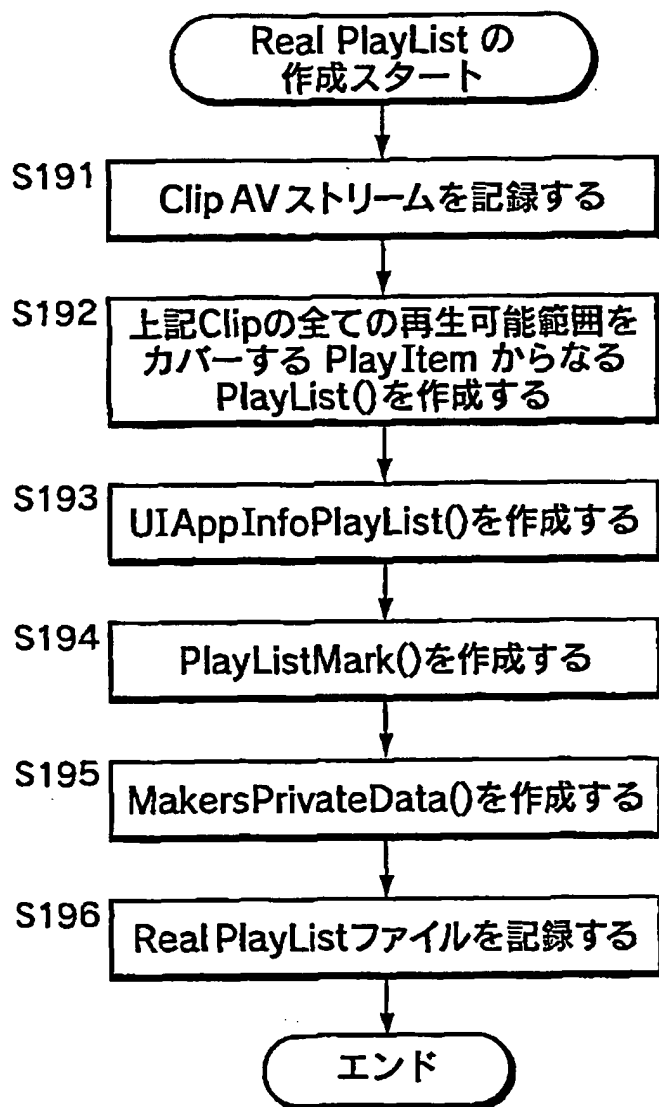 Real PlayList の
作成スタート
S191
Clip AVストリームを記録する
S192
上記Clipの全ての再生可能範囲を
カバーする PlayItem からなる
PlayList()を作成する
S193
UIAppInfoPlayList()を作成する
S194
PlayListMark()を作成する
S195
MakersPrivateData()を作成する
S196
Real PlayListファイルを記録する
エンド